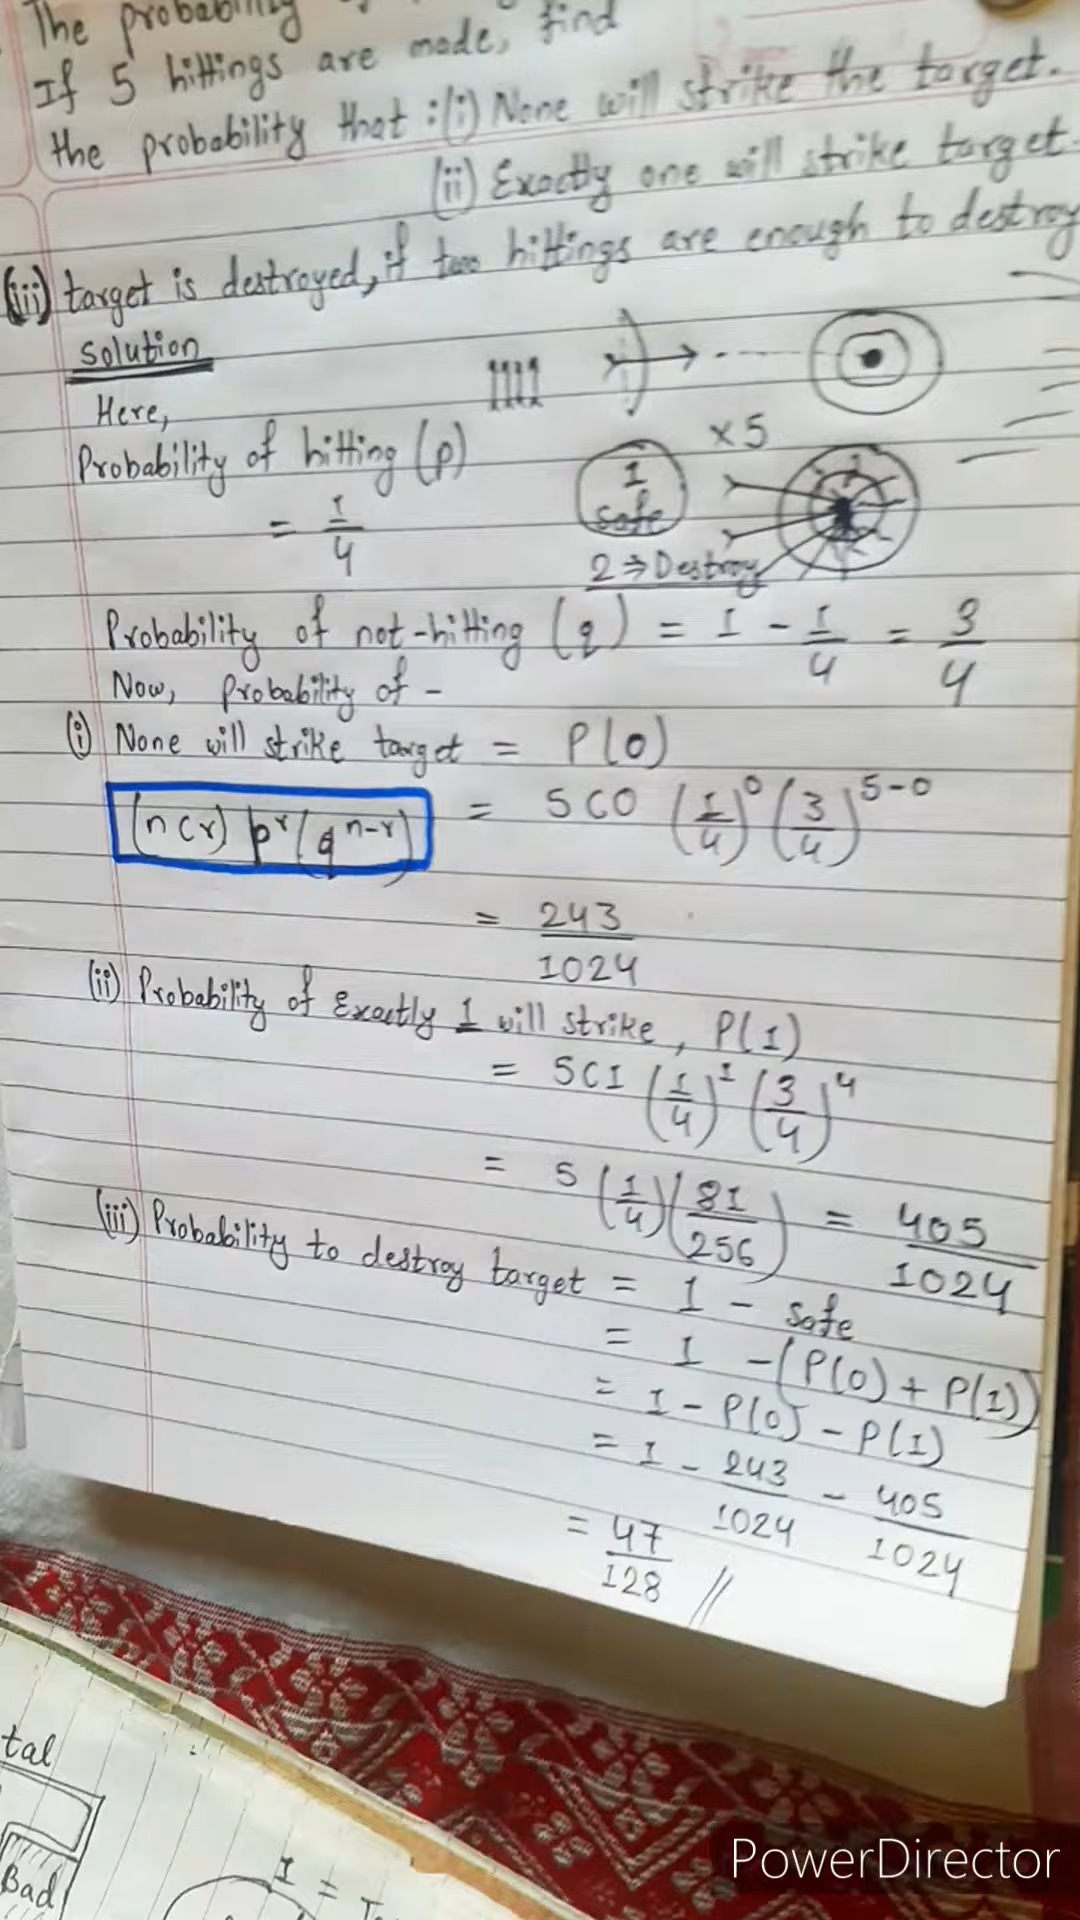 The probability
If 5 hittings are made, find
the probability that :(i) None will strike the target.
(ii) Exactly one will strike target.
(iii) target is destroyed, if two hittings are enough to destroy
Solution
Here,
Probability of hitting (p)
= 1/4
×5
1
safe
2 ⇒ Destroy
Probability of not-hitting (q) = 1 - 1/4 = 3/4
Now, Probability of -
(i) None will strike target = P(0)
(nCr) p^r (q^n-r)
= 5C0 (1/4)^0 (3/4)^5-0
= 243/1024
(ii) Probability of Exactly 1 will strike, P(1)
= 5C1 (1/4)^1 (3/4)^4
= 5 (1/4)(81/256) = 405/1024
(iii) Probability to destroy target = 1 - safe
= 1 - (P(0) + P(1))
= 1 - P(0) - P(1)
= 1 - 243/1024 - 405/1024
= 47/128 //
tal
Bad
I =
PowerDirector